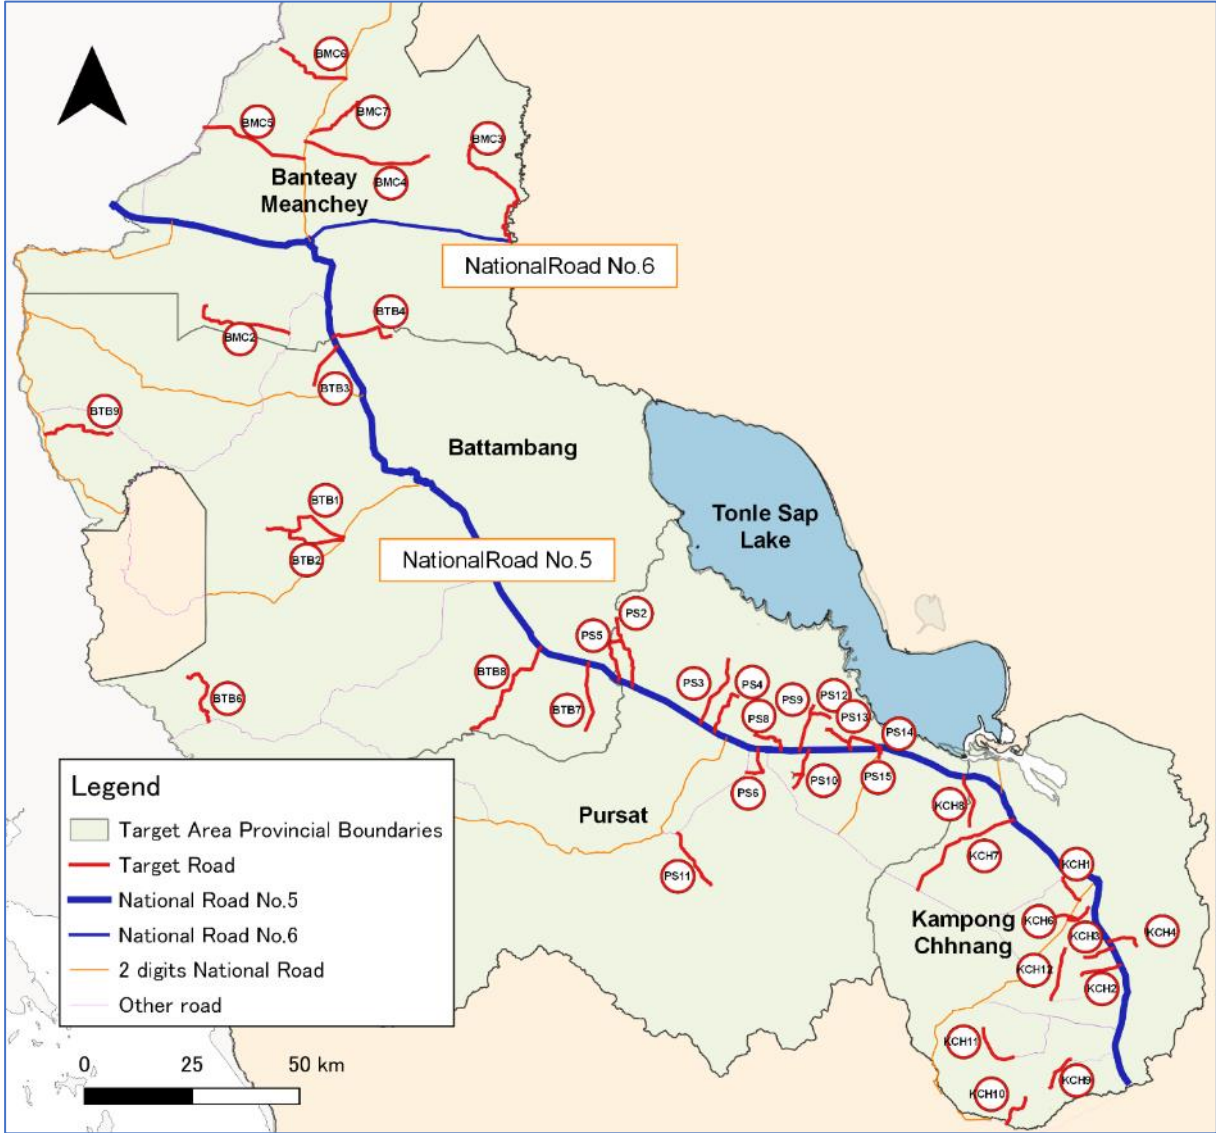 BMC6
BMC7
BMC5
BMC3
Banteay
Meanchey
BMC4
NationalRoad No.6
BTB4
BMC2
BTB3
BTB9
Battambang
BTB1
Tonle Sap
Lake
BTB2
NationalRoad No.5
PS2
PS5
BTB8
PS3
PS4
PS9
PS12
BTB6
BTB7
PS8
PS13
PS14
Legend
PS6
PS10
PS15
Pursat
KCH8
Target Area Provincial Boundaries
Target Road
KCH7
KCH1
PS11
National Road No.5
Kampong
Chhnang
KCH6
KCH3
KCH4
National Road No.6
2 digits National Road
KCH12
KCH2
Other road
KCH11
0 25 50 km
KCH10
KCH9